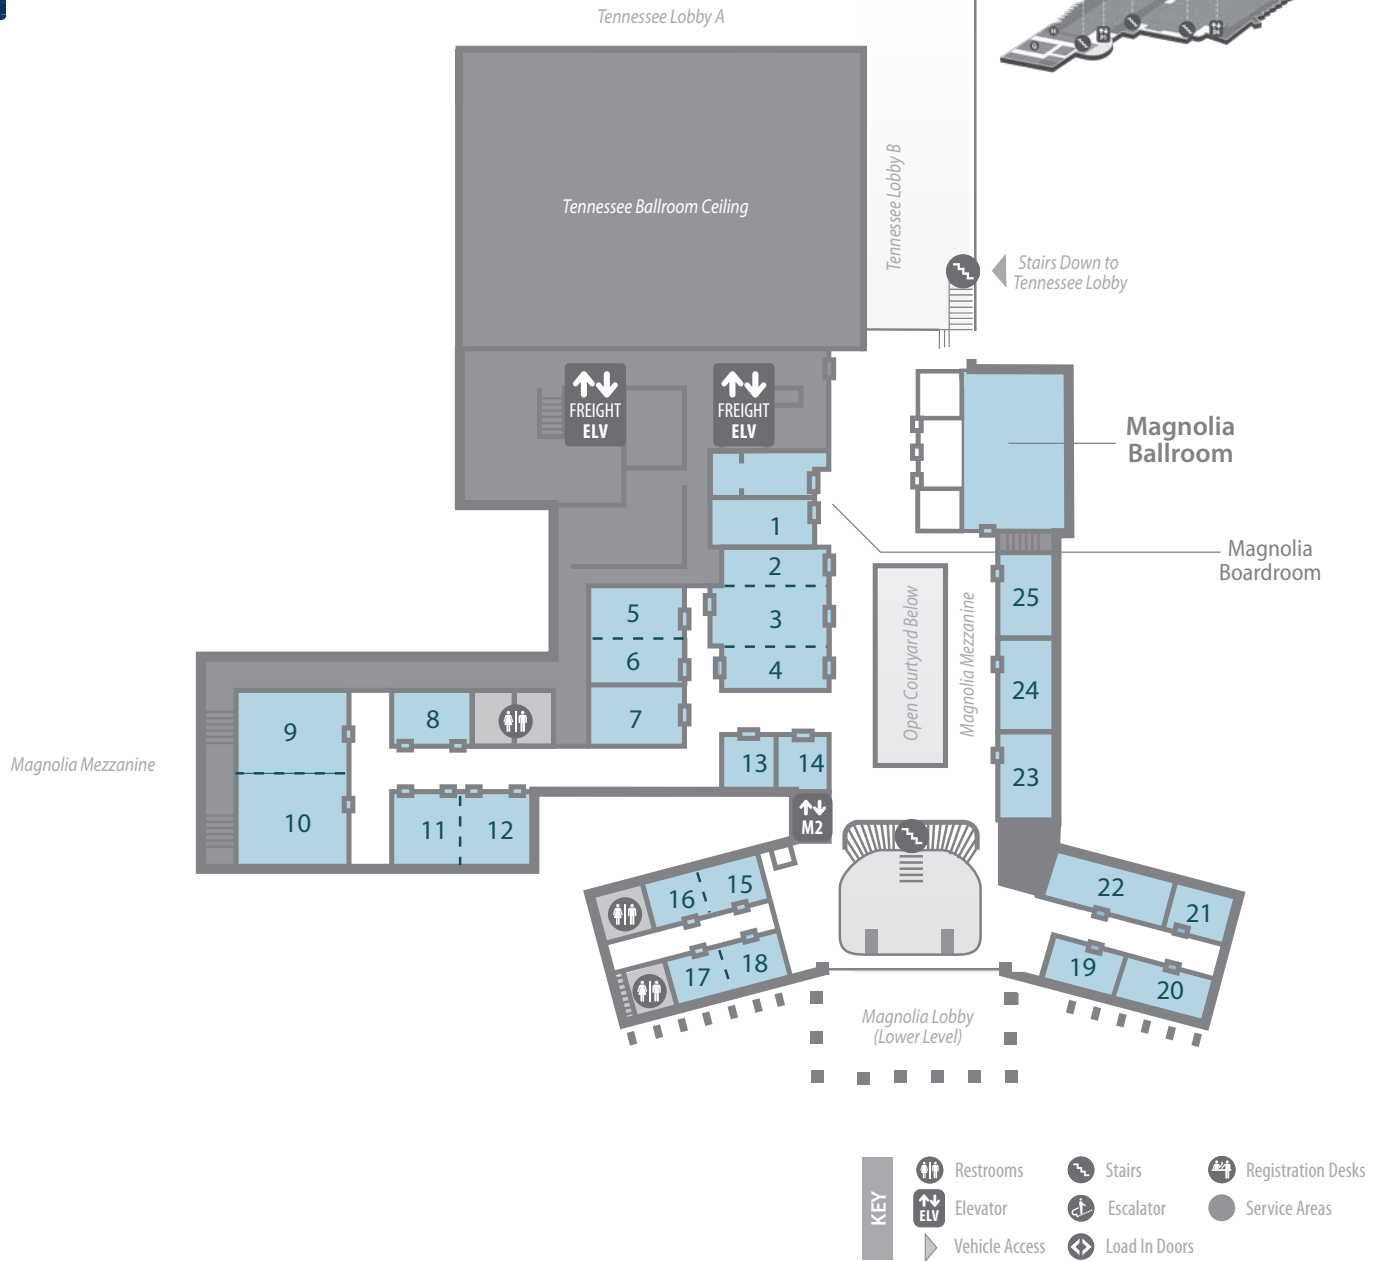 Tennessee Lobby A
Tennessee Ballroom Ceiling
Tennessee Lobby B
Stairs Down to
Tennessee Lobby
FREIGHT
ELV
FREIGHT
ELV
Magnolia
Ballroom
1
Magnolia
Boardroom
2
3
4
5
6
7
8
9
10
11
12
13
14
Open Courtyard Below
Magnolia Mezzanine
25
24
23
Magnolia Mezzanine
M2
15
16
17
18
22
21
19
20
Magnolia Lobby
(Lower Level)
KEY
Restrooms
Stairs
Registration Desks
ELV
Elevator
Escalator
Service Areas
Vehicle Access
Load In Doors